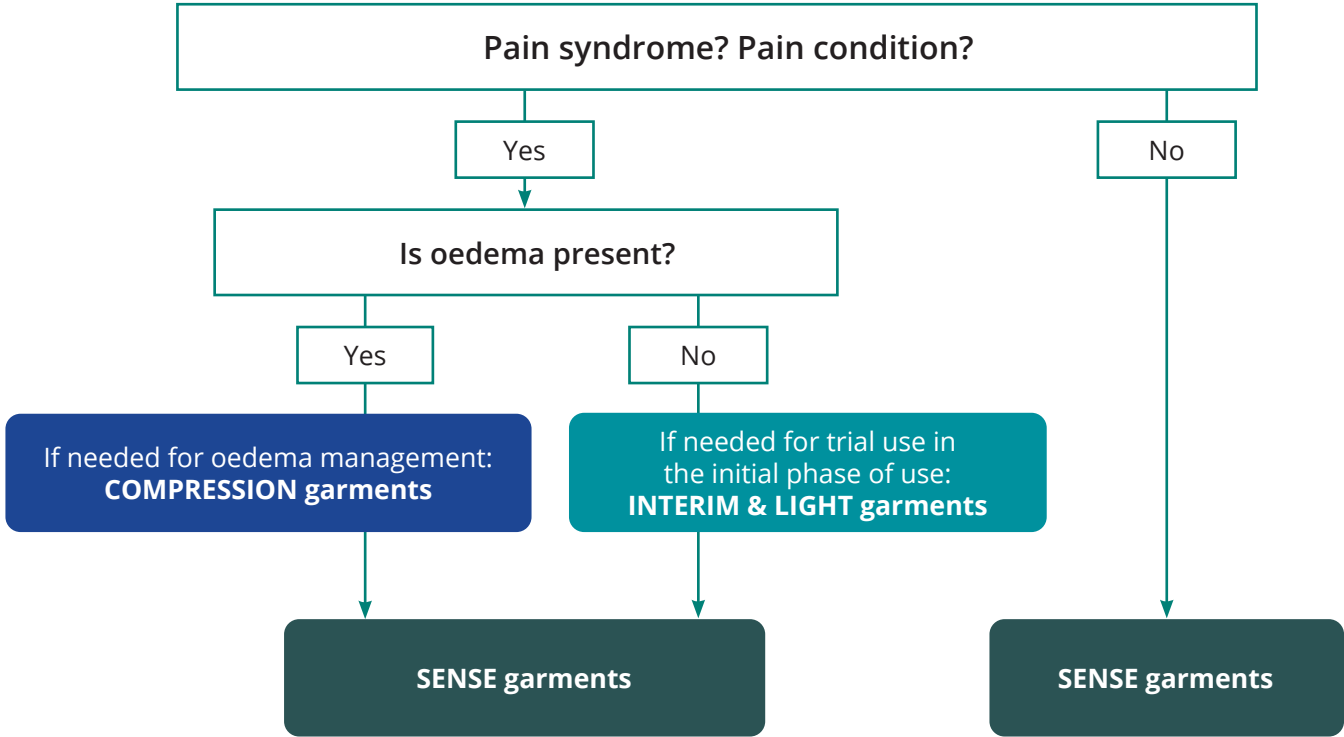 Pain syndrome? Pain condition?
Yes
No
Is oedema present?
Yes
No
If needed for oedema management:
COMPRESSION garments
If needed for trial use in
the initial phase of use:
INTERIM & LIGHT garments
SENSE garments
SENSE garments